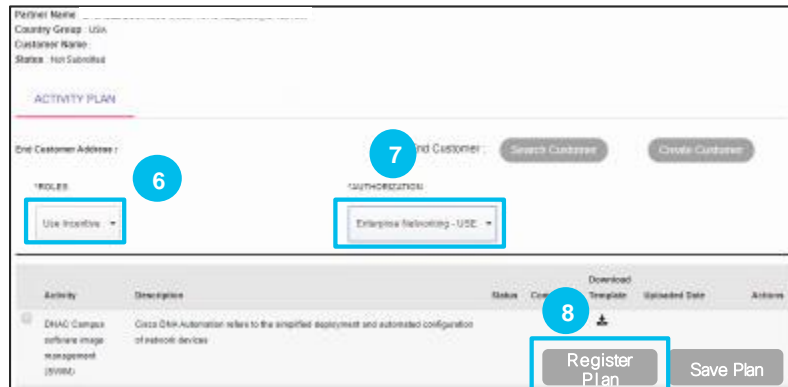 Partner Name
Country Group : USA
Customer Name :
Status : Not Submitted
ACTIVITY PLAN
End Customer Address :
7
End Customer :
Search Customer
Create Customer
*ROLES
6
*AUTHORIZATION
Use Incentive
Enterprise Networking - USE
Download
Activity
Description
Status
Template
Uploaded Date
Actions
8
DNAC Campus
software image
management
(SWIM)
Cisco DNA Automation refers to the simplified deployment and automated configuration
of network devices
Register
Plan
Save Plan